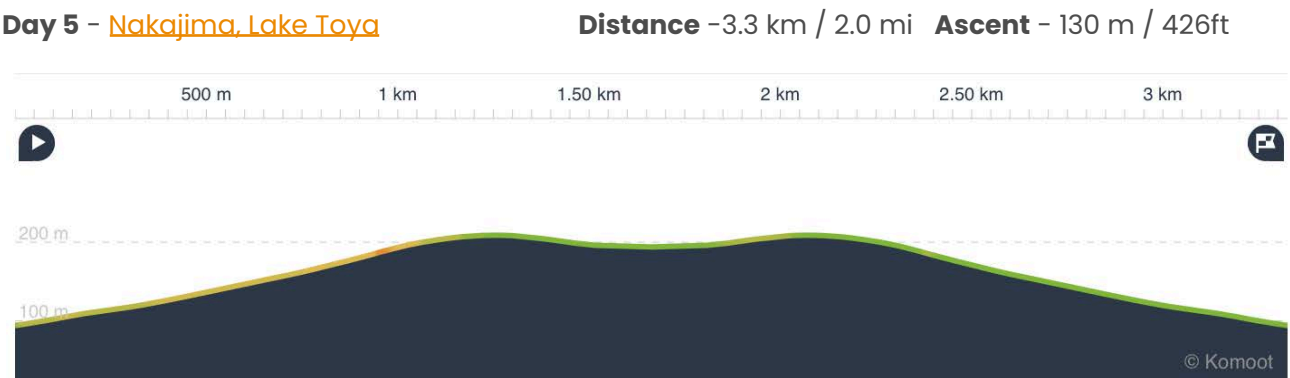 Day 5 - Nakajima, Lake Toya Distance -3.3 km / 2.0 mi Ascent - 130 m / 426ft
500 m 1 km 1.50 km 2 km 2.50 km 3 km
200 m
100 m
© Komoot